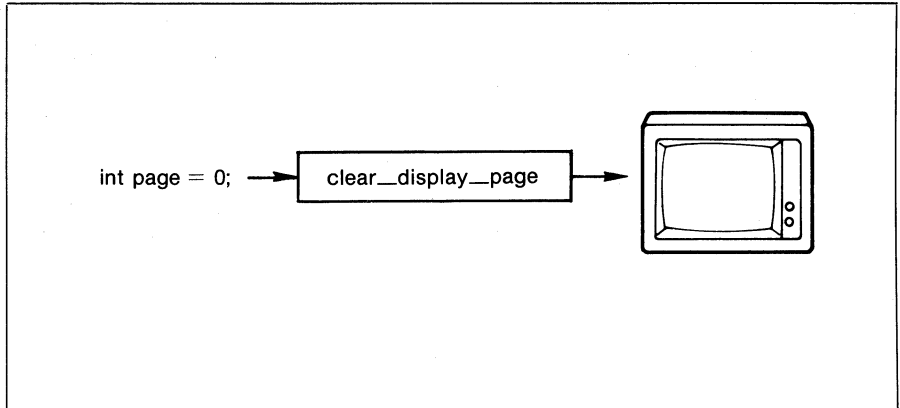 int page = 0;
clear_display_page